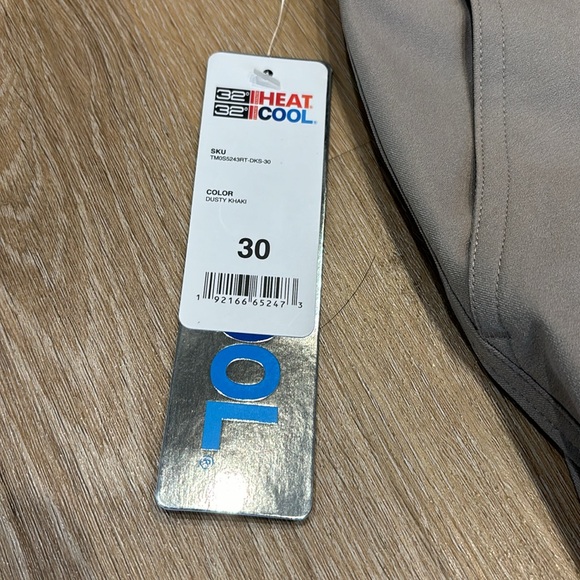 32° HEAT®
32° COOL®
SKU
TM0S5243RT-DKS-30
COLOR
DUSTY KHAKI
30
1 92166 65247 3
OOL®